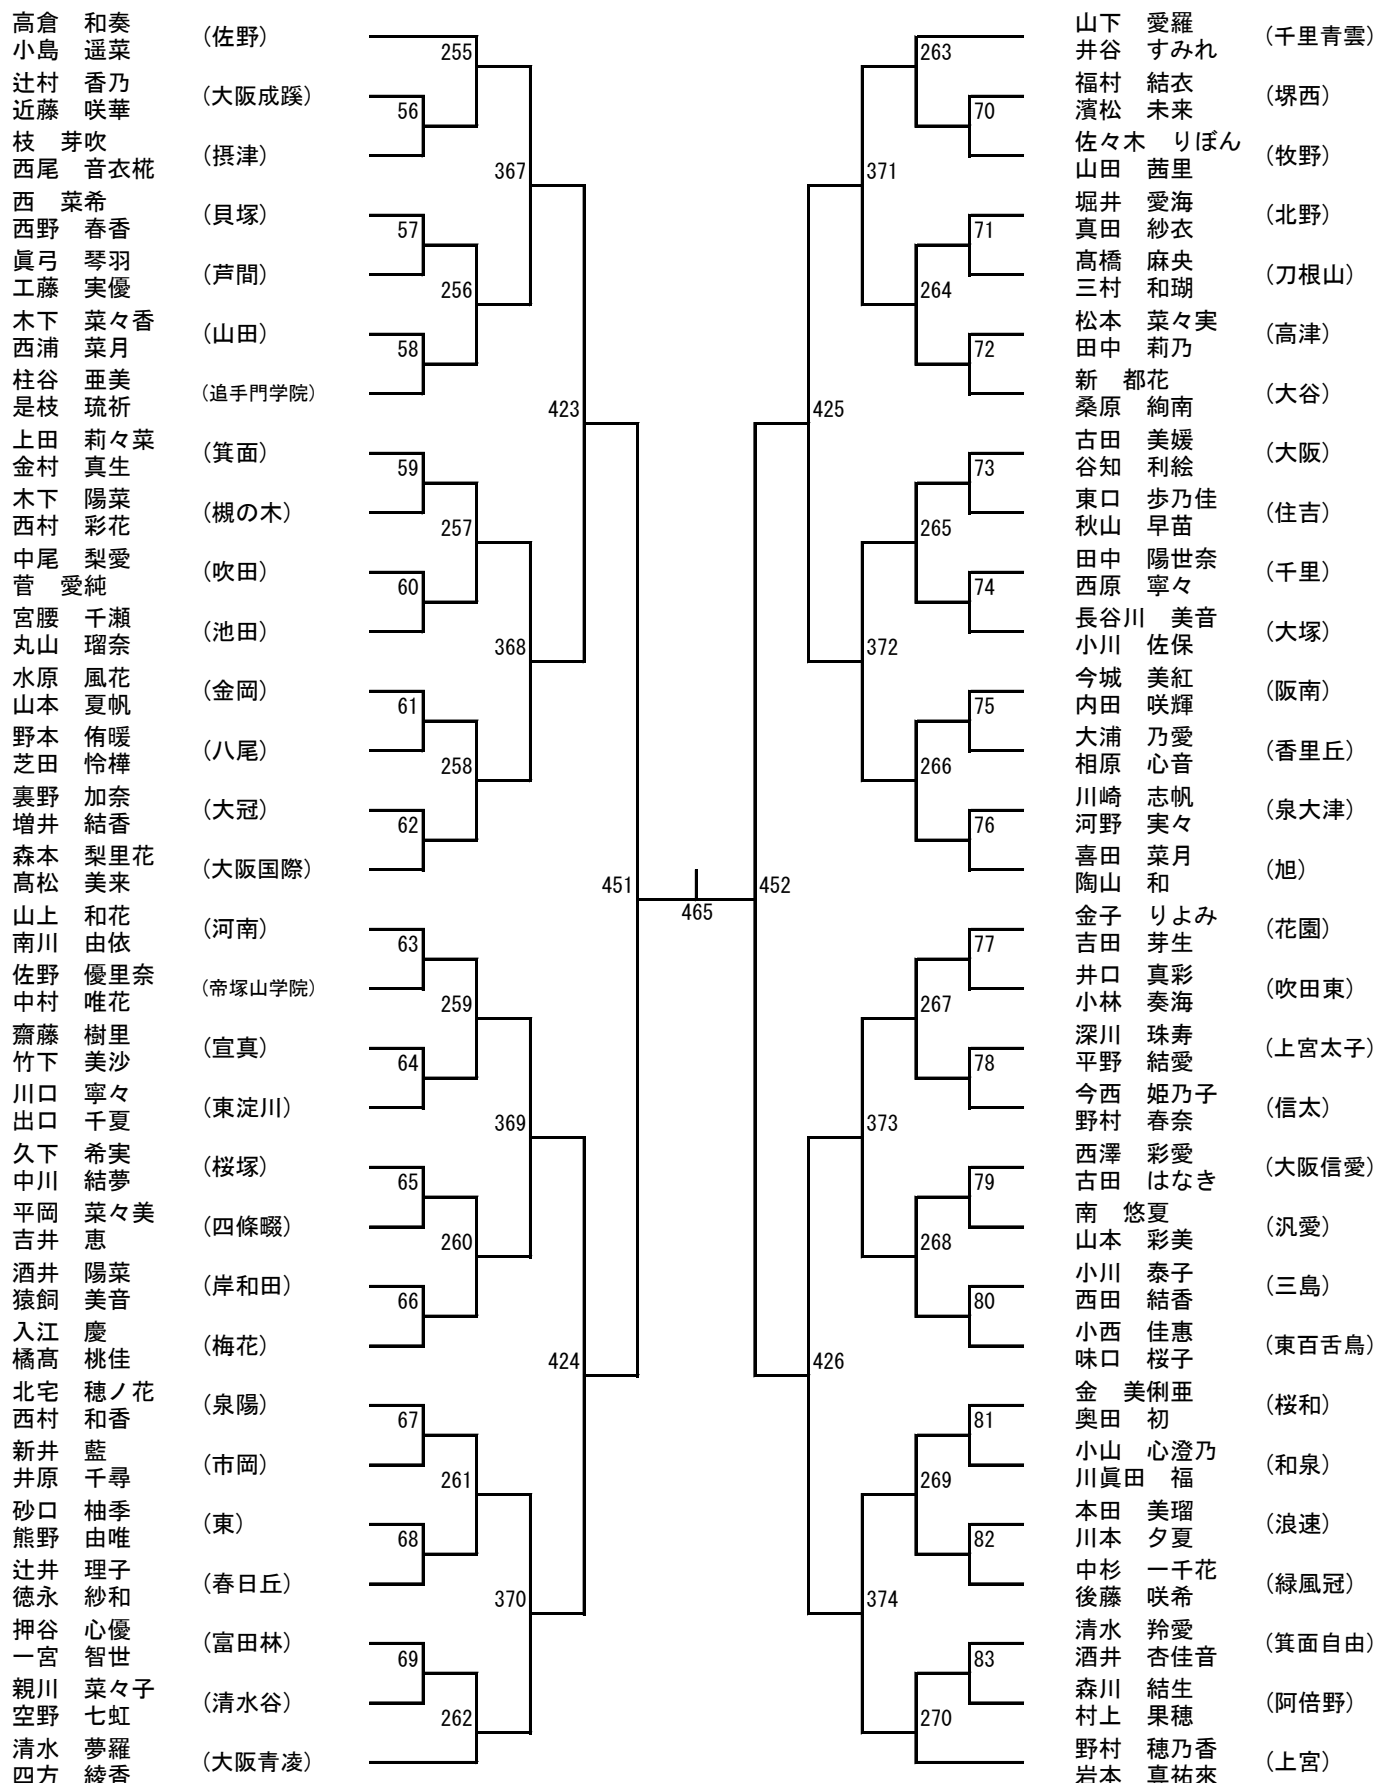 高倉　和奏
小島　遥菜
（佐野）
辻村　香乃
近藤　咲華
（大阪成蹊）
枝　芽吹
西尾　音衣椛
（摂津）
西　菜希
西野　春香
（貝塚）
眞弓　琴羽
工藤　実優
（芦間）
木下　菜々香
西浦　菜月
（山田）
柱谷　亜美
是枝　琉祈
（追手門学院）
上田　莉々菜
金村　真生
（箕面）
木下　陽菜
西村　彩花
（槻の木）
中尾　梨愛
菅　愛純
（吹田）
宮腰　千瀬
丸山　瑠奈
（池田）
水原　風花
山本　夏帆
（金岡）
野本　侑暖
芝田　怜樺
（八尾）
裏野　加奈
増井　結香
（大冠）
森本　梨里花
髙松　美来
（大阪国際）
山上　和花
南川　由依
（河南）
佐野　優里奈
中村　唯花
（帝塚山学院）
齋藤　樹里
竹下　美沙
（宣真）
川口　寧々
出口　千夏
（東淀川）
久下　希実
中川　結夢
（桜塚）
平岡　菜々美
吉井　恵
（四條畷）
酒井　陽菜
猿飼　美音
（岸和田）
入江　慶
橘髙　桃佳
（梅花）
北宅　穂ノ花
西村　和香
（泉陽）
新井　藍
井原　千尋
（市岡）
砂口　柚季
熊野　由唯
（東）
辻井　理子
徳永　紗和
（春日丘）
押谷　心優
一宮　智世
（富田林）
親川　菜々子
空野　七虹
（清水谷）
清水　夢羅
四方　綾香
（大阪青凌）
255
56
367
57
256
58
423
59
257
60
368
61
258
62
451
63
259
64
369
65
260
66
424
67
261
68
370
69
262
465
263
70
371
71
264
72
425
73
265
74
372
75
266
76
452
77
267
78
373
79
268
80
426
81
269
82
374
83
270
山下　愛羅
井谷　すみれ
（千里青雲）
福村　結衣
濱松　未来
（堺西）
佐々木　りぼん
山田　茜里
（牧野）
堀井　愛海
真田　紗衣
（北野）
髙橋　麻央
三村　和瑚
（刀根山）
松本　菜々実
田中　莉乃
（高津）
新　都花
桑原　絢南
（大谷）
古田　美媛
谷知　利絵
（大阪）
東口　歩乃佳
秋山　早苗
（住吉）
田中　陽世奈
西原　寧々
（千里）
長谷川　美音
小川　佐保
（大塚）
今城　美紅
内田　咲輝
（阪南）
大浦　乃愛
相原　心音
（香里丘）
川崎　志帆
河野　実々
（泉大津）
喜田　菜月
陶山　和
（旭）
金子　りよみ
吉田　芽生
（花園）
井口　真彩
小林　奏海
（吹田東）
深川　珠寿
平野　結愛
（上宮太子）
今西　姫乃子
野村　春奈
（信太）
西澤　彩愛
古田　はなき
（大阪信愛）
南　悠夏
山本　彩美
（汎愛）
小川　泰子
西田　結香
（三島）
小西　佳惠
味口　桜子
（東百舌鳥）
金　美俐亜
奥田　初
（桜和）
小山　心澄乃
川眞田　福
（和泉）
本田　美瑠
川本　夕夏
（浪速）
中杉　一千花
後藤　咲希
（緑風冠）
清水　羚愛
酒井　杏佳音
（箕面自由）
森川　結生
村上　果穂
（阿倍野）
野村　穂乃香
岩本　真祐來
（上宮）